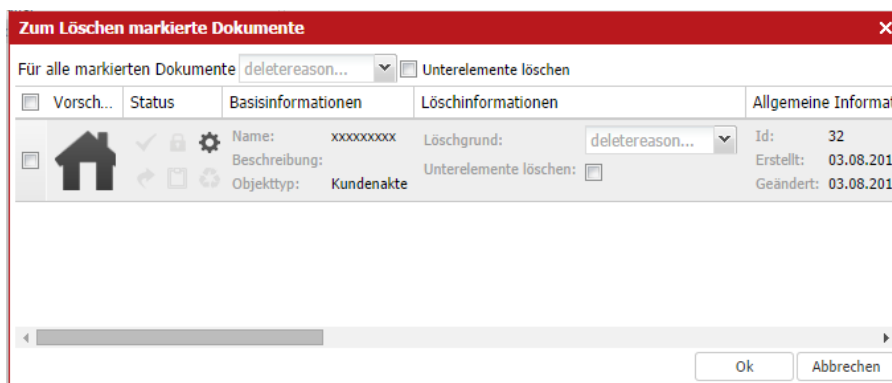 Zum Löschen markierte Dokumente
Für alle markierten Dokumente deletereason... Unterelemente löschen
Vorsch... Status Basisinformationen Löschinformationen Allgemeine Informat
Name: xxxxxxxxx Löschgrund: deletereason... Id: 32
Beschreibung: Unterelemente löschen: Erstellt: 03.08.201
Objekttyp: Kundenakte Geändert: 03.08.201
Ok Abbrechen